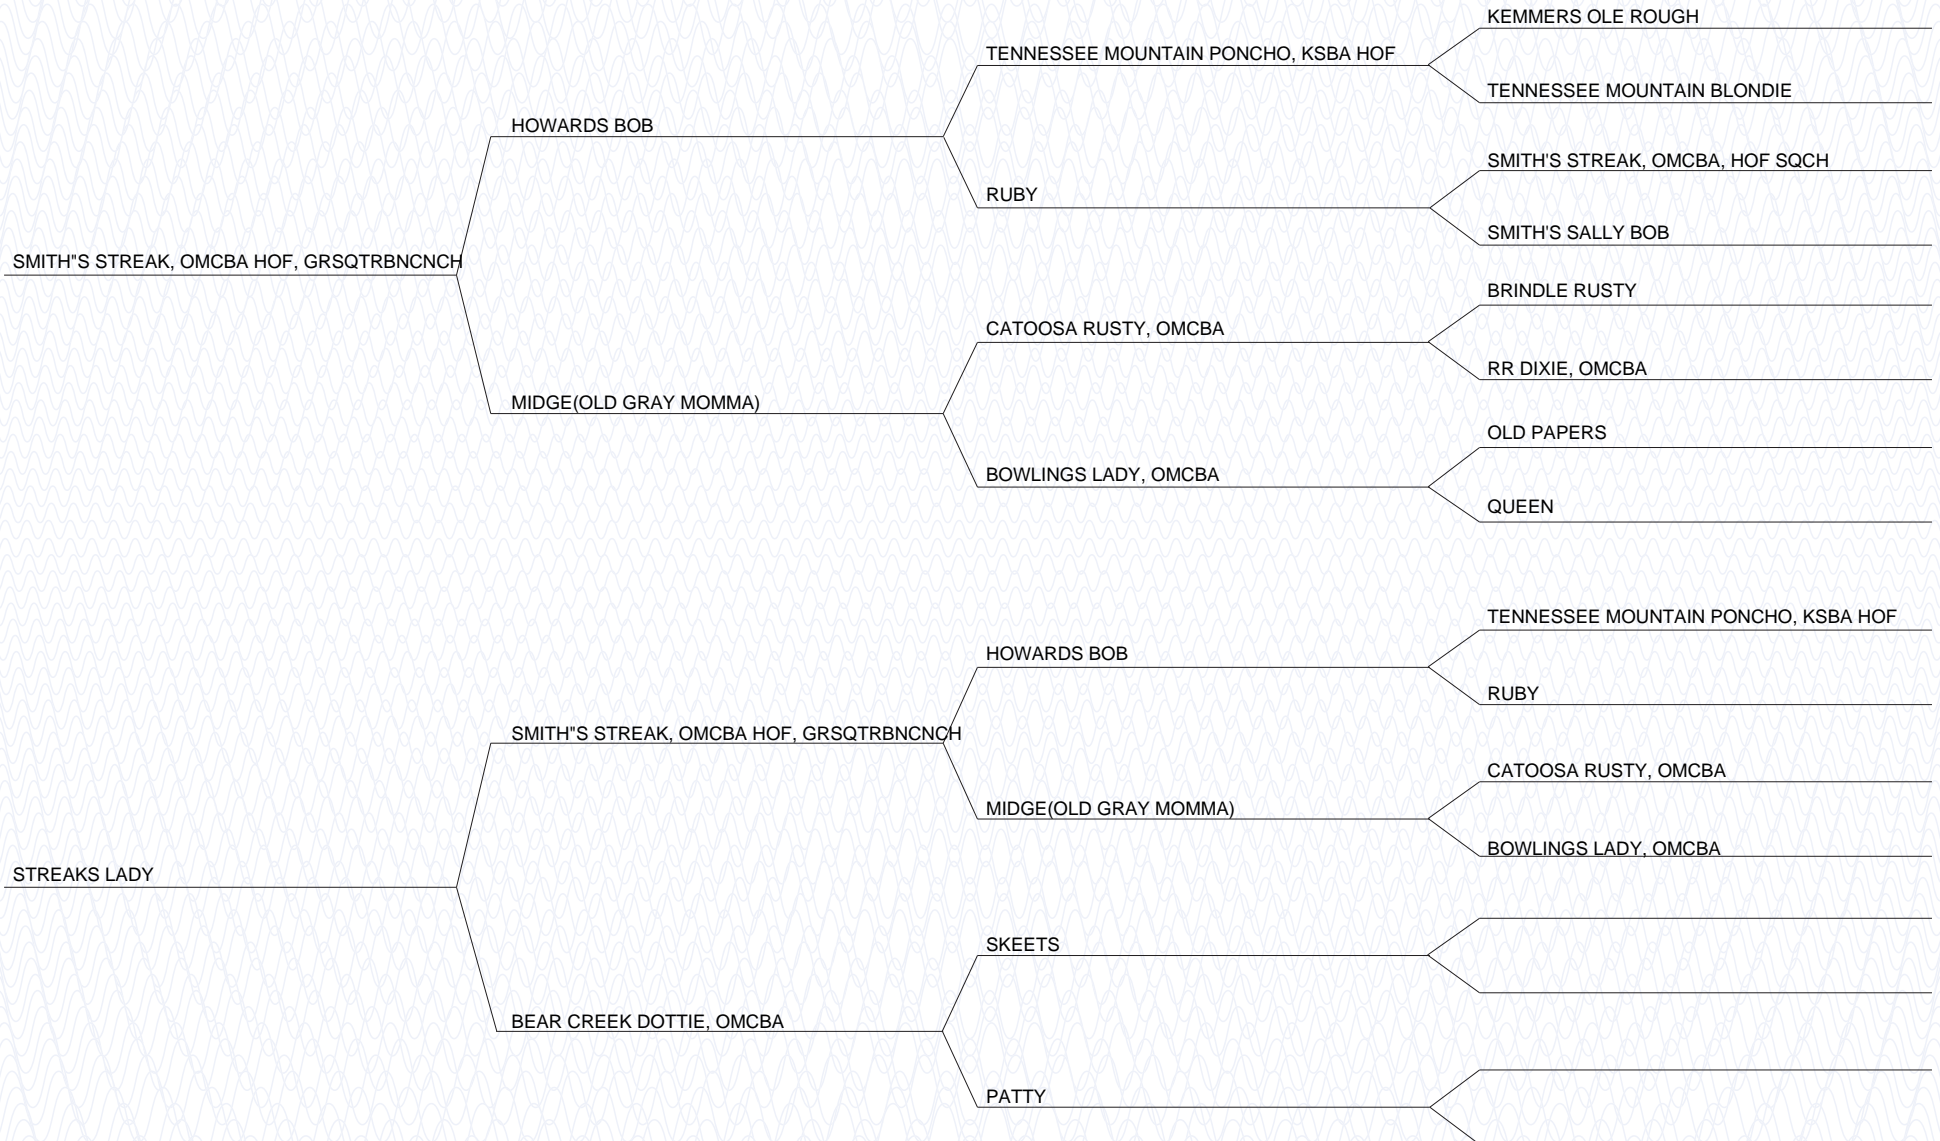 KEMMERS OLE ROUGH
TENNESSEE MOUNTAIN PONCHO, KSBA HOF
TENNESSEE MOUNTAIN BLONDIE
HOWARDS BOB
SMITH'S STREAK, OMCBA, HOF SQCH
RUBY
SMITH'S SALLY BOB
SMITH"S STREAK, OMCBA HOF, GRSQTRBNCNCH
BRINDLE RUSTY
CATOOSA RUSTY, OMCBA
RR DIXIE, OMCBA
MIDGE(OLD GRAY MOMMA)
OLD PAPERS
BOWLINGS LADY, OMCBA
QUEEN
TENNESSEE MOUNTAIN PONCHO, KSBA HOF
HOWARDS BOB
RUBY
SMITH"S STREAK, OMCBA HOF, GRSQTRBNCNCH
CATOOSA RUSTY, OMCBA
MIDGE(OLD GRAY MOMMA)
BOWLINGS LADY, OMCBA
STREAKS LADY
SKEETS
BEAR CREEK DOTTIE, OMCBA
PATTY